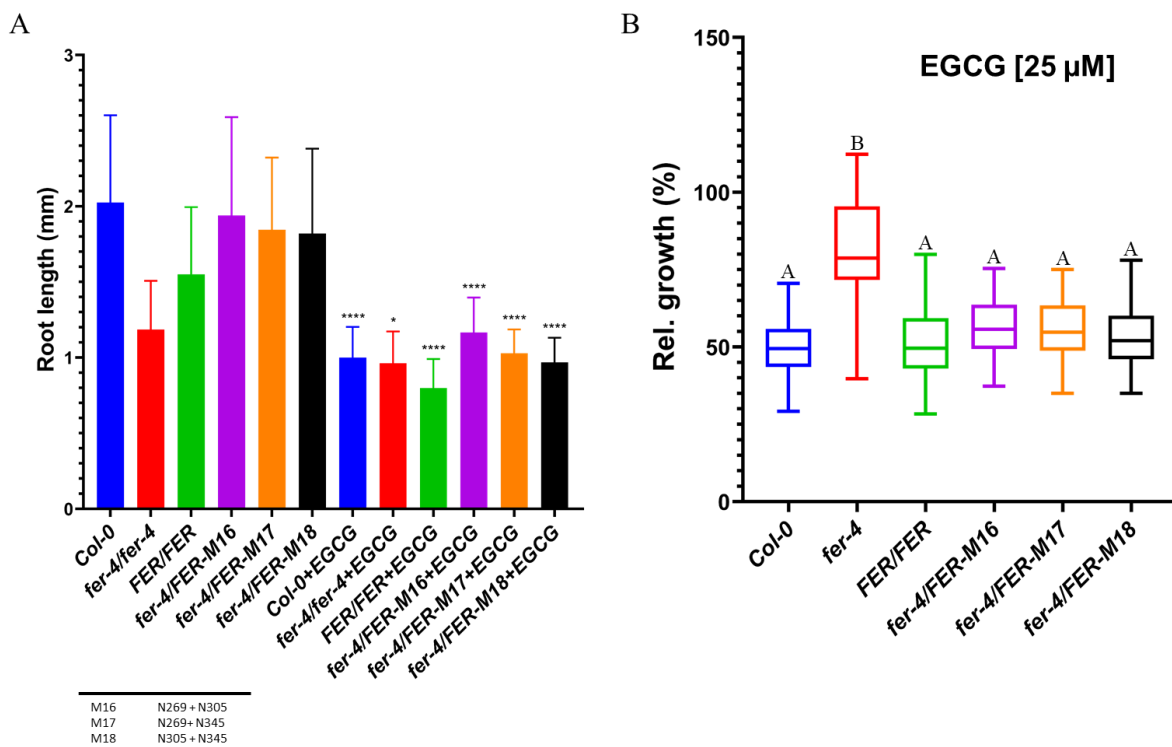 A
Root length (mm)
3
2
1
0
****
*
****
****
****
****
Col-0
fer-4/fer-4
FER/FER
fer-4/FER-M16
fer-4/FER-M17
fer-4/FER-M18
Col-0+EGCG
fer-4/fer-4+EGCG
FER/FER+EGCG
fer-4/FER-M16+EGCG
fer-4/FER-M17+EGCG
fer-4/FER-M18+EGCG
M16 N269 + N305
M17 N269+ N345
M18 N305 + N345
B
EGCG [25 µM]
Rel. growth (%)
150
100
50
0
A
B
A
A
A
A
Col-0
fer-4
FER/FER
fer-4/FER-M16
fer-4/FER-M17
fer-4/FER-M18